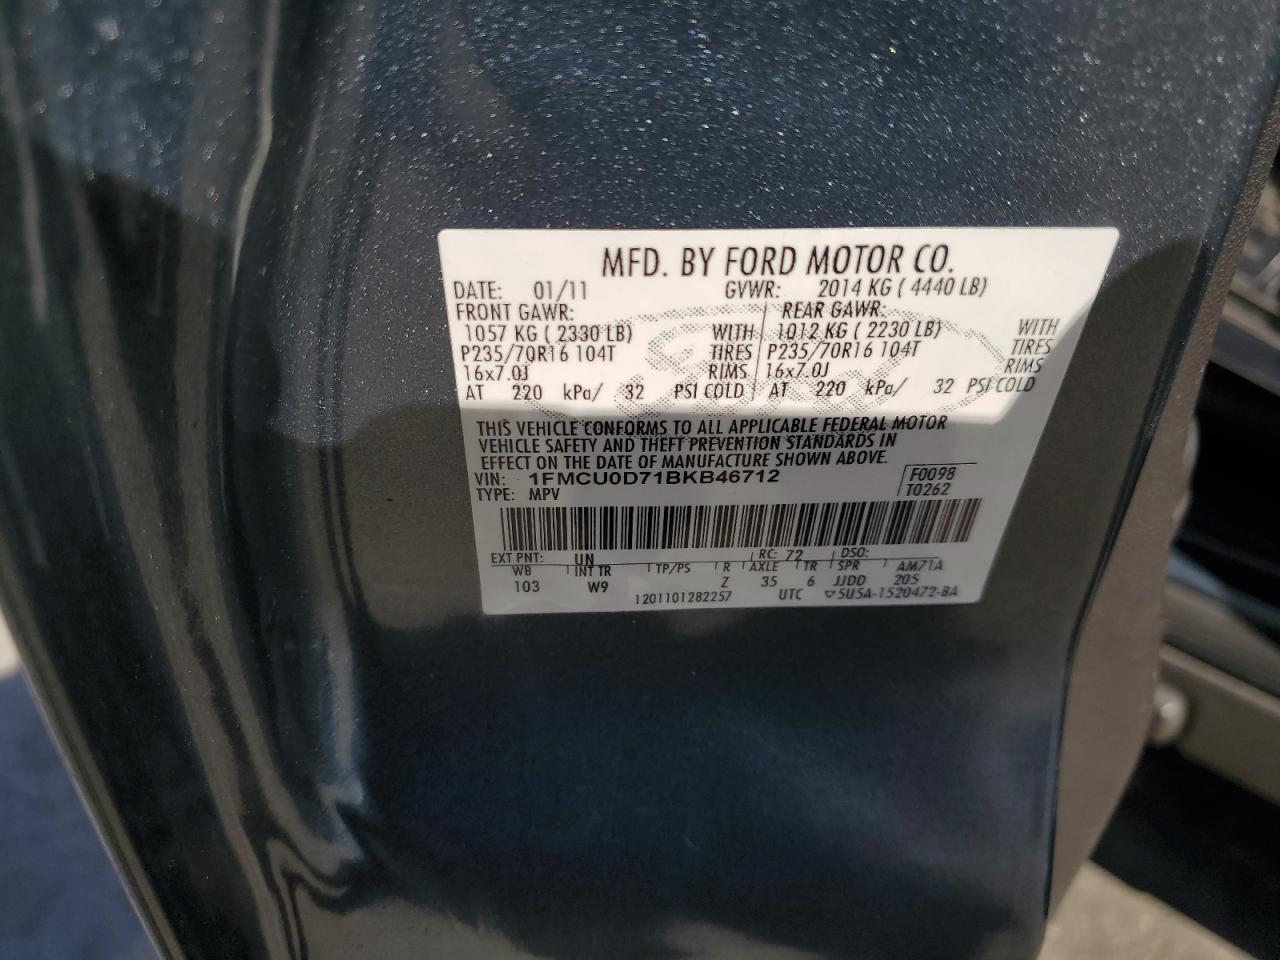 MFD. BY FORD MOTOR CO.
DATE: 01/11 GVWR: 2014 KG ( 4440 LB)
FRONT GAWR: REAR GAWR:
1057 KG ( 2330 LB) WITH 1012 KG ( 2230 LB) WITH
P235/70R16 104T TIRES P235/70R16 104T TIRES
16x7.0J RIMS 16x7.0J RIMS
AT 220 kPa/ 32 PSI COLD AT 220 kPa/ 32 PSI COLD
THIS VEHICLE CONFORMS TO ALL APPLICABLE FEDERAL MOTOR
VEHICLE SAFETY AND THEFT PREVENTION STANDARDS IN
EFFECT ON THE DATE OF MANUFACTURE SHOWN ABOVE.
VIN: 1FMCU0D71BKB46712 F0098
TYPE: MPV T0262
EXT PNT: UN RC: 72 DSO:
WB INT TR TP/PS R AXLE TR SPR AM71A
103 W9 Z 35 6 JJDD 205
1201101282257 UTC ▽5U5A-1520472-BA